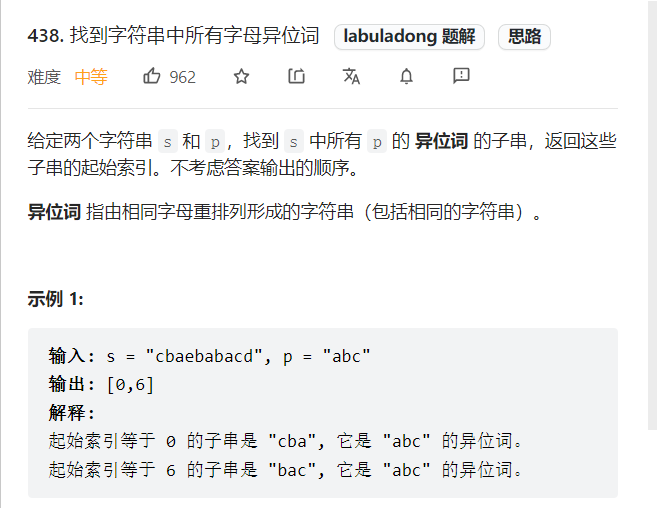 438. 找到字符串中所有字母异位词 labuladong 题解 思路
难度 中等 962
给定两个字符串 s 和 p，找到 s 中所有 p 的 异位词 的子串，返回这些
子串的起始索引。不考虑答案输出的顺序。
异位词 指由相同字母重排列形成的字符串（包括相同的字符串）。
示例 1:
输入: s = "cbaebabacd", p = "abc"
输出: [0,6]
解释:
起始索引等于 0 的子串是 "cba", 它是 "abc" 的异位词。
起始索引等于 6 的子串是 "bac", 它是 "abc" 的异位词。